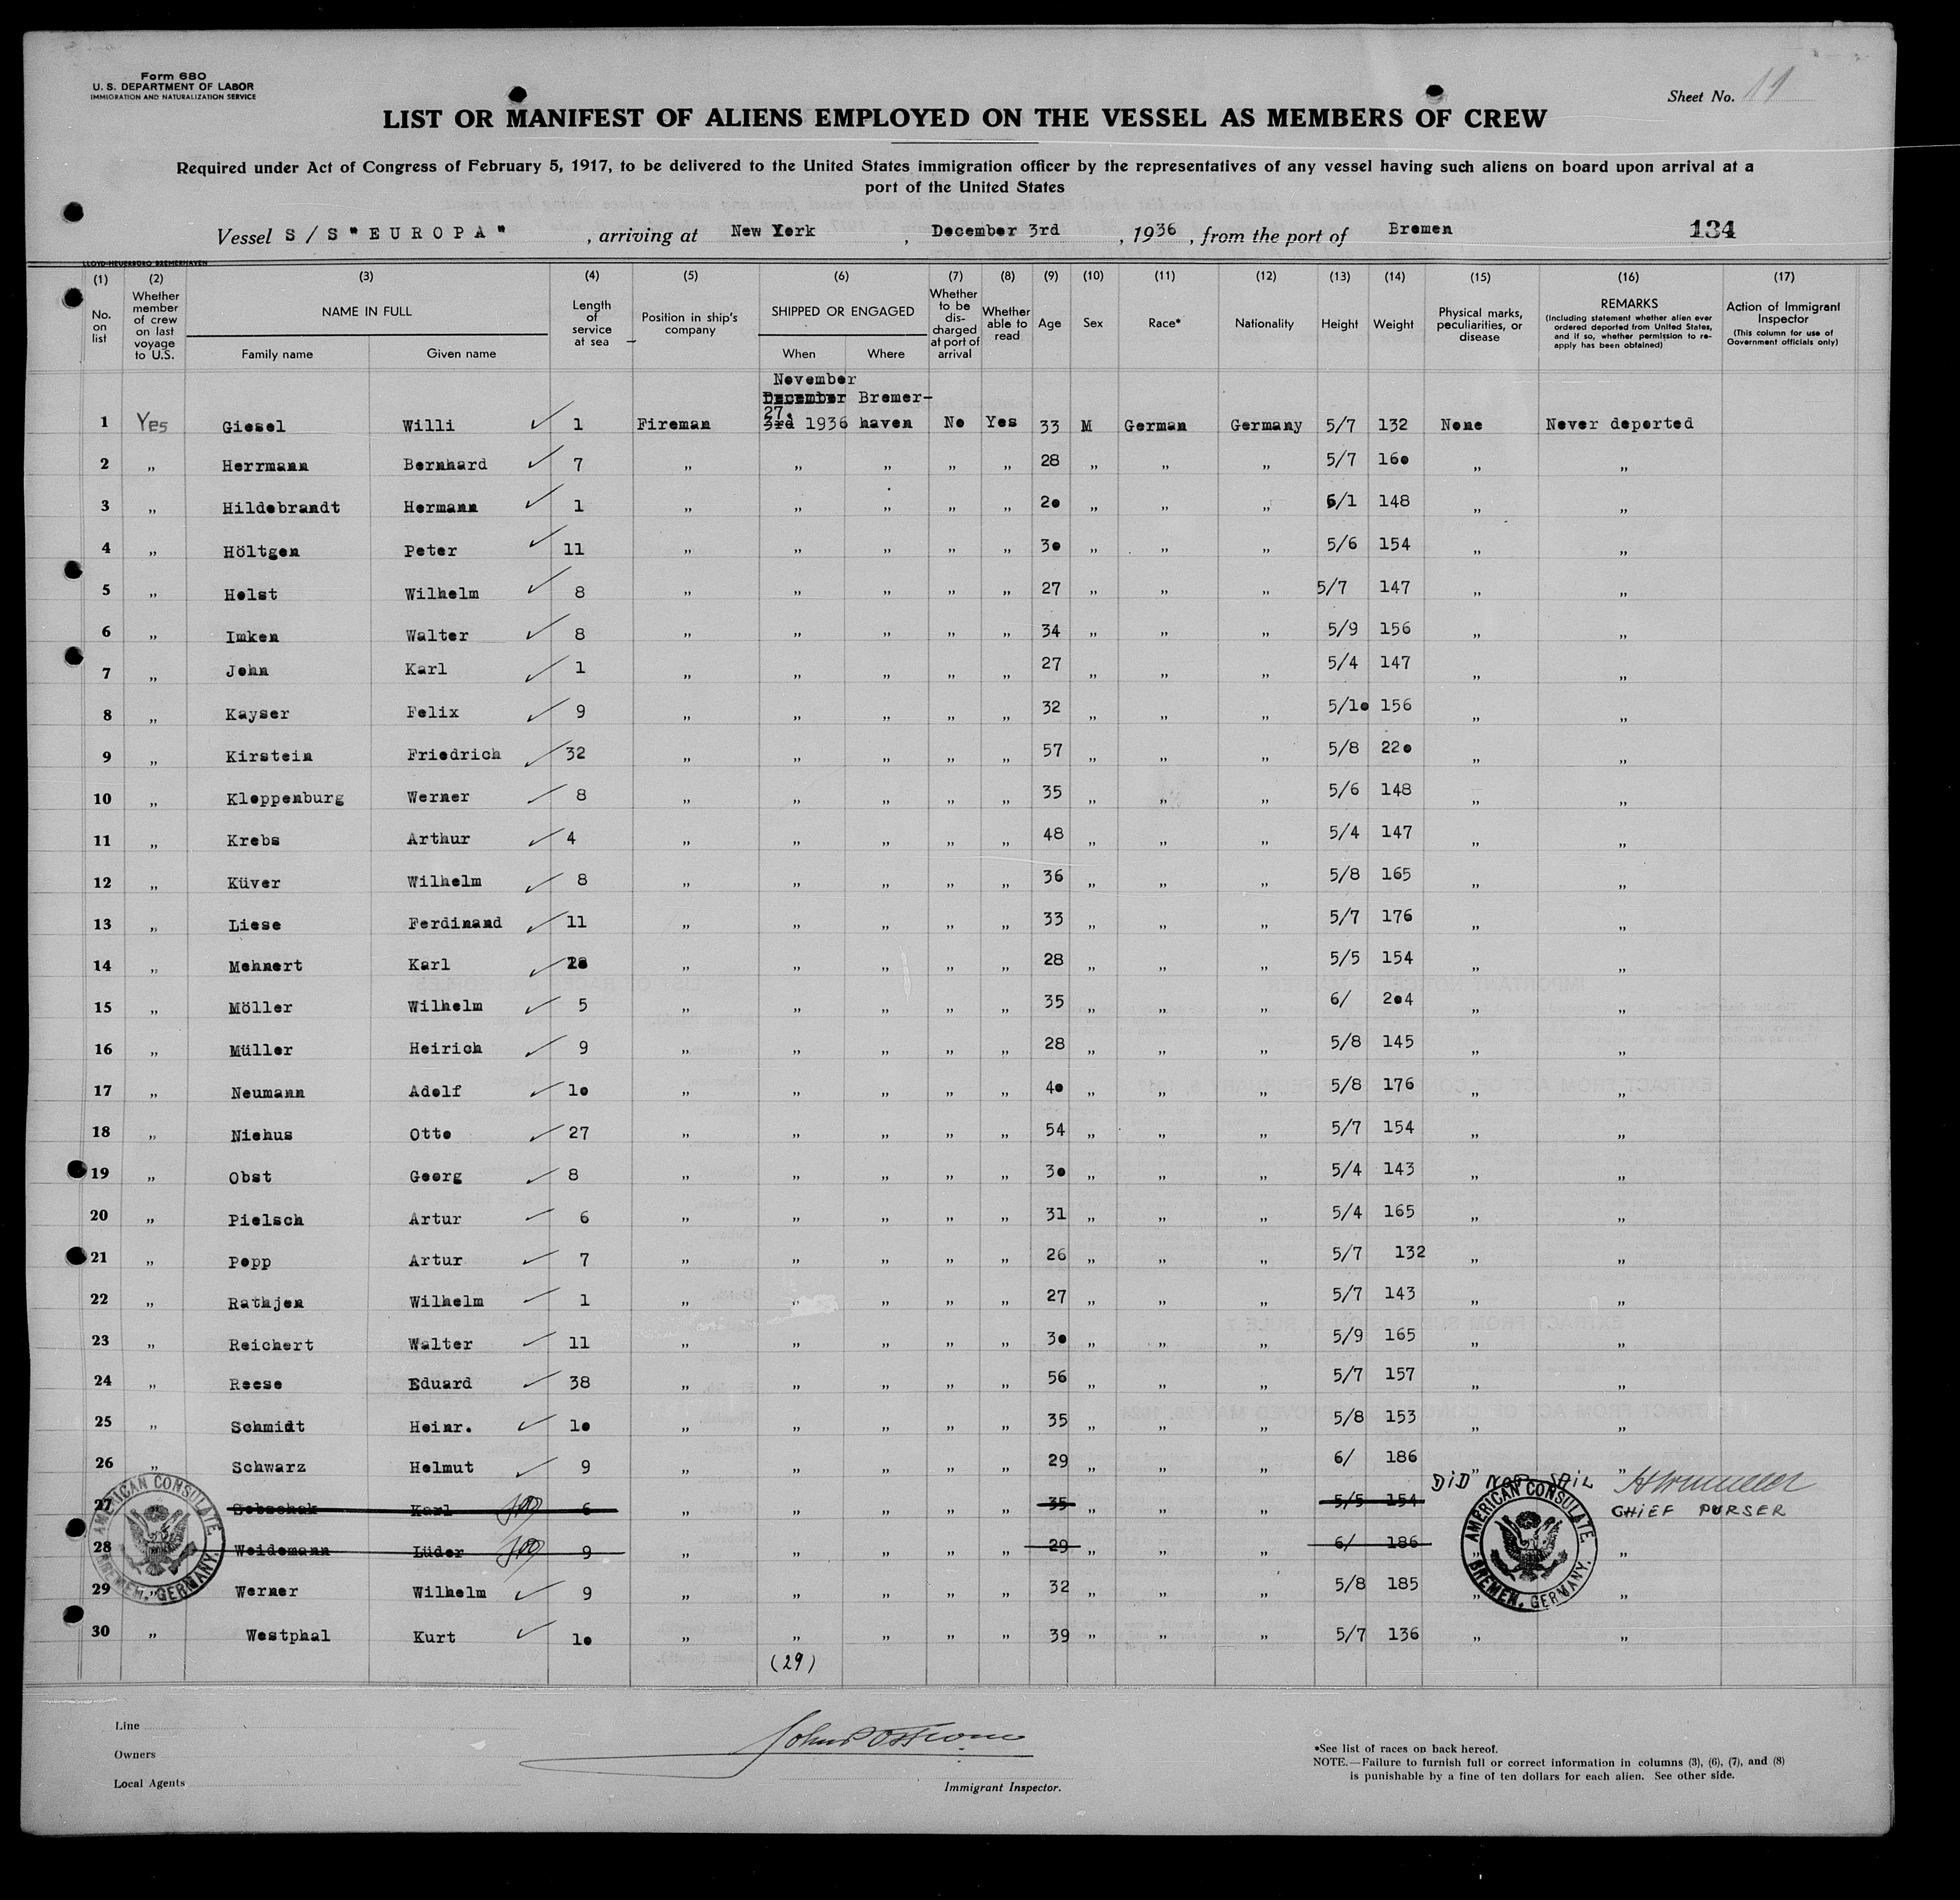 Form 680
U. S. DEPARTMENT OF LABOR
IMMIGRATION AND NATURALIZATION SERVICE
Sheet No. 11
LIST OR MANIFEST OF ALIENS EMPLOYED ON THE VESSEL AS MEMBERS OF CREW
Required under Act of Congress of February 5, 1917, to be delivered to the United States immigration officer by the representatives of any vessel having such aliens on board upon arrival at a
port of the United States
Vessel S/S "EUROPA", arriving at New York, December 3rd, 1936, from the port of Bremen 134
(1) (2) (3) (4) (5) (6) (7) (8) (9) (10) (11) (12) (13) (14) (15) (16) (17)
No. on list
Whether member of crew on last voyage to U.S.
NAME IN FULL
Family name Given name
Length of service at sea
Position in ship's company
SHIPPED OR ENGAGED
When Where
Whether to be discharged at port of arrival
Whether able to read
Age
Sex
Race*
Nationality
Height
Weight
Physical marks, peculiarities, or disease
REMARKS
(Including statement whether alien ever ordered deported from United States, and if so, whether permission to reapply has been obtained)
Action of Immigrant Inspector
(This column for use of Government officials only)
November
December Bremer-
27.
1 Yes Giesel Willi ✓ 1 Fireman 3rd 1936 haven No Yes 33 M German Germany 5/7 132 None Never deported
2 „ Herrmann Bernhard ✓ 7 „ „ „ „ „ 28 „ „ „ 5/7 160 „ „
3 „ Hildebrandt Hermann ✓ 1 „ „ „ „ „ 20 „ „ „ 6/1 148 „ „
4 „ Höltgen Peter ✓ 11 „ „ „ „ „ 30 „ „ „ 5/6 154 „ „
5 „ Holst Wilhelm ✓ 8 „ „ „ „ „ 27 „ „ „ 5/7 147 „ „
6 „ Imken Walter ✓ 8 „ „ „ „ „ 34 „ „ „ 5/9 156 „ „
7 „ John Karl ✓ 1 „ „ „ „ „ 27 „ „ „ 5/4 147 „ „
8 „ Kayser Felix ✓ 9 „ „ „ „ „ 32 „ „ „ 5/10 156 „ „
9 „ Kirstein Friedrich ✓ 32 „ „ „ „ „ 57 „ „ „ 5/8 220 „ „
10 „ Kloppenburg Werner ✓ 8 „ „ „ „ „ 35 „ „ „ 5/6 148 „ „
11 „ Krebs Arthur ✓ 4 „ „ „ „ „ 48 „ „ „ 5/4 147 „ „
12 „ Küver Wilhelm ✓ 8 „ „ „ „ „ 36 „ „ „ 5/8 165 „ „
13 „ Liese Ferdinand ✓ 11 „ „ „ „ „ 33 „ „ „ 5/7 176 „ „
14 „ Mehnert Karl ✓ „ „ „ „ „ 28 „ „ „ 5/5 154 „ „
15 „ Möller Wilhelm ✓ 5 „ „ „ „ „ 35 „ „ „ 6/ 204 „ „
16 „ Müller Heirich ✓ 9 „ „ „ „ „ 28 „ „ „ 5/8 145 „ „
17 „ Neumann Adolf ✓ 10 „ „ „ „ „ 40 „ „ „ 5/8 176 „ „
18 „ Niehus Otto ✓ 27 „ „ „ „ „ 54 „ „ „ 5/7 154 „ „
19 „ Obst Georg ✓ 8 „ „ „ „ „ 30 „ „ „ 5/4 143 „ „
20 „ Pielsch Artur ✓ 6 „ „ „ „ „ 31 „ „ „ 5/4 165 „ „
21 „ Popp Artur ✓ 7 „ „ „ „ „ 26 „ „ „ 5/7 132 „ „
22 „ Rathjen Wilhelm ✓ 1 „ „ „ „ „ 27 „ „ „ 5/7 143 „ „
23 „ Reichert Walter ✓ 11 „ „ „ „ „ 30 „ „ „ 5/9 165 „ „
24 „ Reese Eduard ✓ 38 „ „ „ „ „ 56 „ „ „ 5/7 157 „ „
25 „ Schmidt Heinr. ✓ 10 „ „ „ „ „ 35 „ „ „ 5/8 153 „ „
26 „ Schwarz Helmut ✓ 9 „ „ „ „ „ 29 „ „ „ 6/ 186 „ „
DID NOT SAIL
27 Sobschak Karl 6 „ „ „ „ „ 35 „ „ „ 5/5 154 CHIEF PURSER
28 Weidemann Lüder 9 „ „ „ „ „ 29 „ „ „ 6/ 186 „ „
29 „ Werner Wilhelm ✓ 9 „ „ „ „ „ 32 „ „ „ 5/8 185 „ „
30 „ Westphal Kurt ✓ 10 „ „ „ „ „ 39 „ „ „ 5/7 136 „ „
(29)
AMERICAN CONSULATE. BREMEN, GERMANY.
AMERICAN CONSULATE. BREMEN, GERMANY.
Line
Owners
Local Agents
Immigrant Inspector.
*See list of races on back hereof.
NOTE.—Failure to furnish full or correct information in columns (3), (6), (7), and (8)
is punishable by a fine of ten dollars for each alien. See other side.